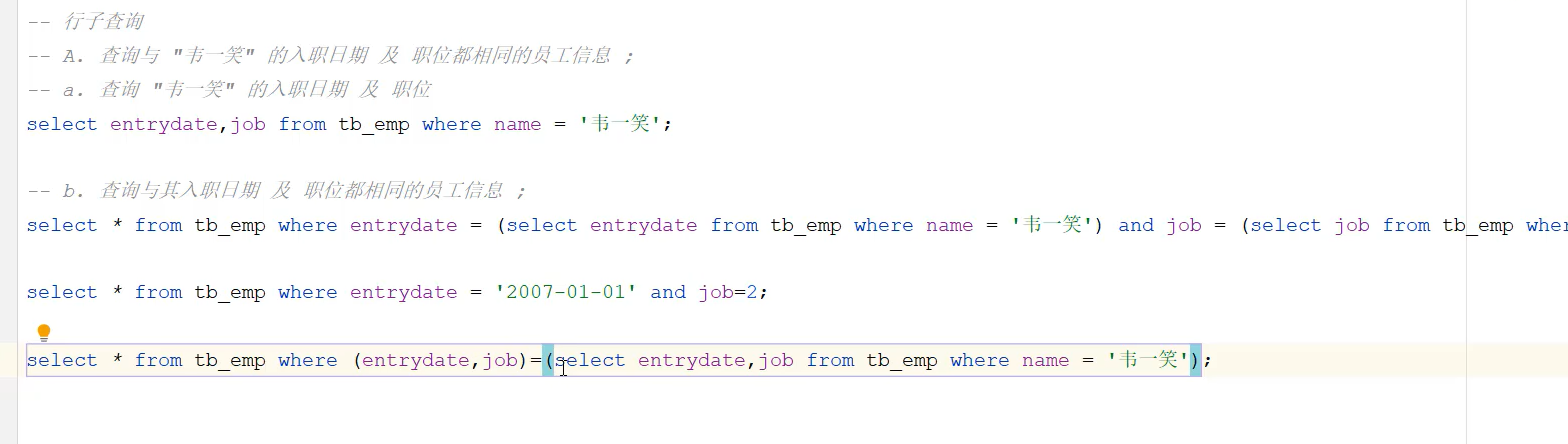 -- 行子查询
-- A. 查询与 "韦一笑" 的入职日期 及 职位都相同的员工信息 ;
-- a. 查询 "韦一笑" 的入职日期 及 职位
select entrydate,job from tb_emp where name = '韦一笑';
-- b. 查询与其入职日期 及 职位都相同的员工信息 ;
select * from tb_emp where entrydate = (select entrydate from tb_emp where name = '韦一笑') and job = (select job from tb_emp wher
select * from tb_emp where entrydate = '2007-01-01' and job=2;
select * from tb_emp where (entrydate,job)=(select entrydate,job from tb_emp where name = '韦一笑');